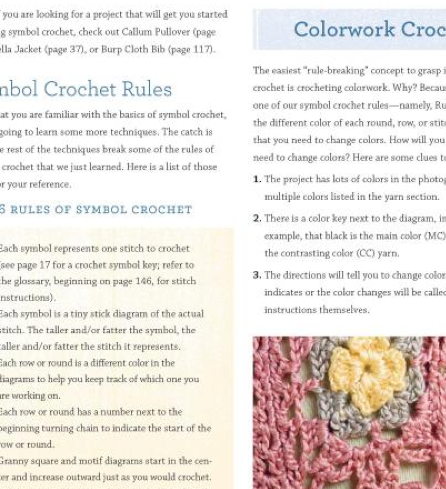 you are looking for a project that will get you started
symbol crochet, check out Callum Pullover (page
Jacket (page 37), or Burp Cloth Bib (page 117).
Crochet Rules
you are familiar with the basics of symbol crochet,
going to learn some more techniques. The catch is
rest of the techniques break some of the rules of
crochet that we just learned. Here is a list of those
your reference.
6 RULES OF SYMBOL CROCHET
Each symbol represents one stitch to crochet
(see page 17 for a crochet symbol key; refer to
the glossary, beginning on page 146, for stitch
instructions).
Each symbol is a tiny stick diagram of the actual
stitch. The taller and/or fatter the symbol, the
taller and/or fatter the stitch it represents.
Each row or round is a different color in the
diagrams to help you keep track of which one you
are working on.
Each row or round has a number next to the
beginning turning chain to indicate the start of the
row or round.
Granny square and motif diagrams start in the cen-
ter and increase outward just as you would crochet.
Colorwork Croc
The easiest "rule-breaking" concept to grasp i
crochet is crocheting colorwork. Why? Becau
one of our symbol crochet rules—namely, Ru
the different color of each round, row, or stit
that you need to change colors. How will you
need to change colors? Here are some clues to
1. The project has lots of colors in the photog
multiple colors listed in the yarn section.
2. There is a color key next to the diagram, in
example, that black is the main color (MC)
the contrasting color (CC) yarn.
3. The directions will tell you to change color
indicates or the color changes will be calle
instructions themselves.